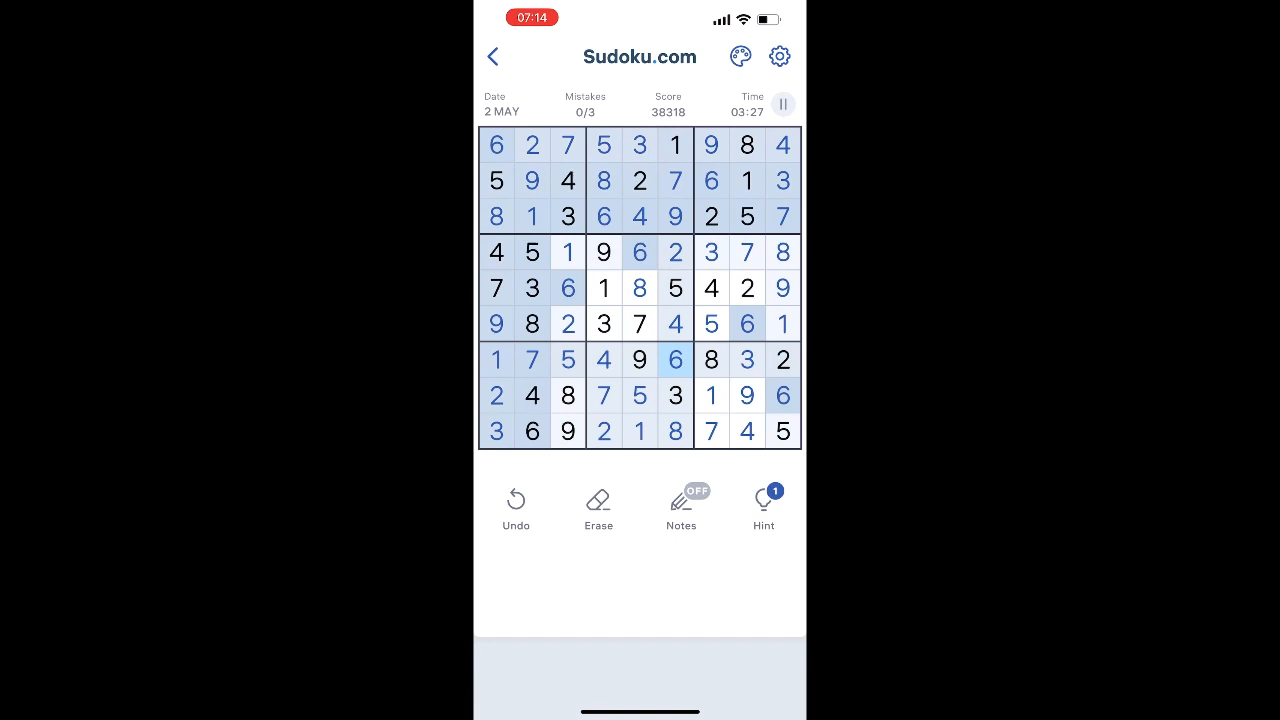 07:14
Sudoku.com
Date Mistakes Score Time
2 MAY 0/3 38318 03:27
6 2 7 5 3 1 9 8 4
5 9 4 8 2 7 6 1 3
8 1 3 6 4 9 2 5 7
4 5 1 9 6 2 3 7 8
7 3 6 1 8 5 4 2 9
9 8 2 3 7 4 5 6 1
1 7 5 4 9 6 8 3 2
2 4 8 7 5 3 1 9 6
3 6 9 2 1 8 7 4 5
OFF 1
Undo Erase Notes Hint